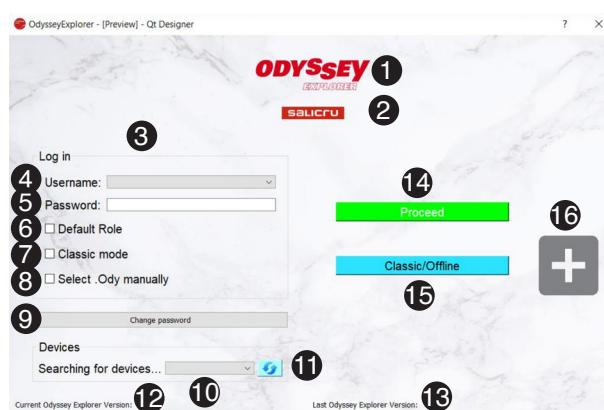 OdysseyExplorer - [Preview] - Qt Designer
? X
ODYSSEY 1
EXPLORER
SALICRU 2
3
Log in
4 Username:
14
5 Password:
Proceed
16
6 Default Role
7 Classic mode
Classic/Offline
8 Select .Ody manually
15
9 Change password
Devices
Searching for devices... 11
10
12 13
Current Odyssey Explorer Version: Last Odyssey Explorer Version: